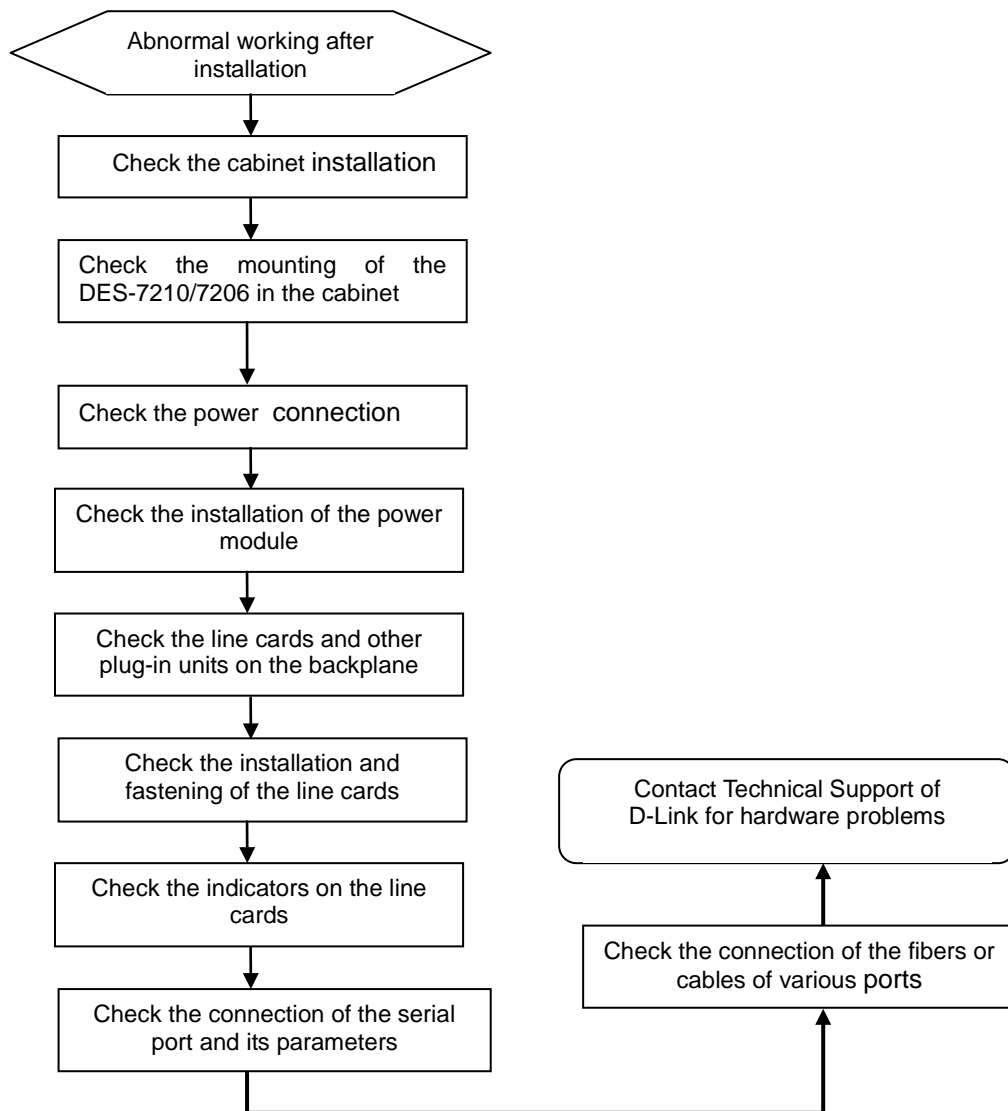 Abnormal working after
installation
Check the cabinet installation
Check the mounting of the
DES-7210/7206 in the cabinet
Check the power connection
Check the installation of the power
module
Check the line cards and other
plug-in units on the backplane
Check the installation and
fastening of the line cards
Check the indicators on the line
cards
Check the connection of the serial
port and its parameters
Check the connection of the fibers or
cables of various ports
Contact Technical Support of
D-Link for hardware problems